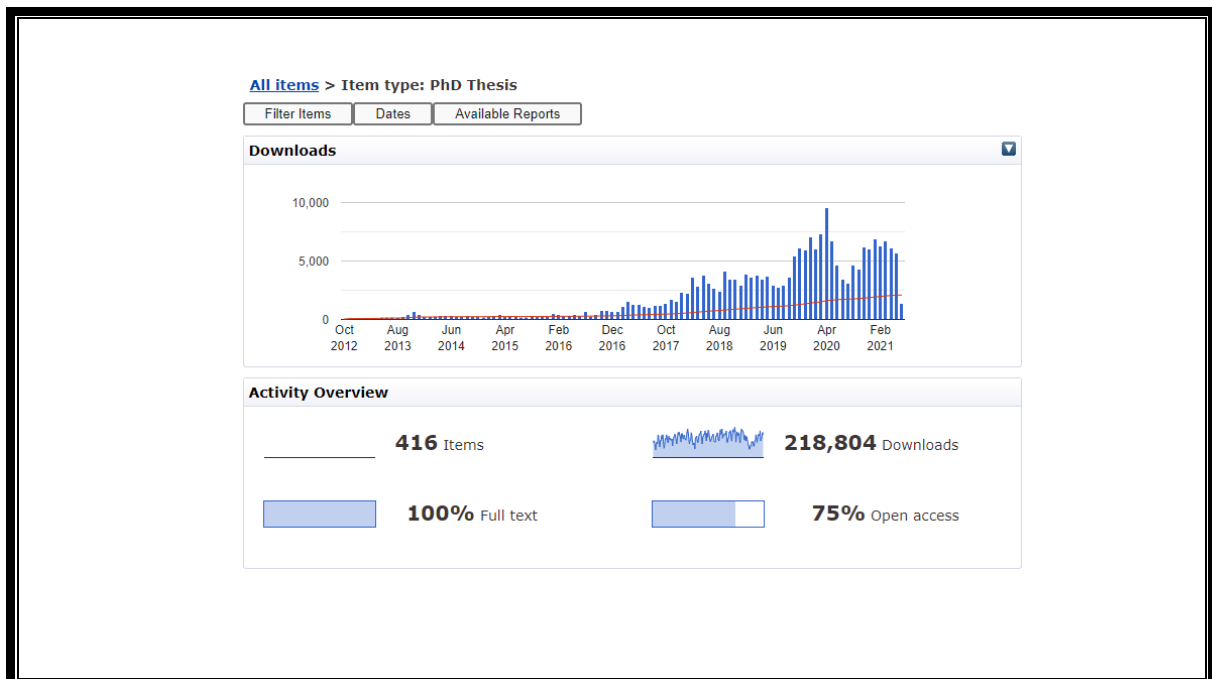 All items > Item type: PhD Thesis
Filter Items Dates Available Reports
Downloads
10,000
5,000
0
Oct Aug Jun Apr Feb Dec Oct Aug Jun Apr Feb
2012 2013 2014 2015 2016 2016 2017 2018 2019 2020 2021
Activity Overview
416 Items 218,804 Downloads
100% Full text 75% Open access